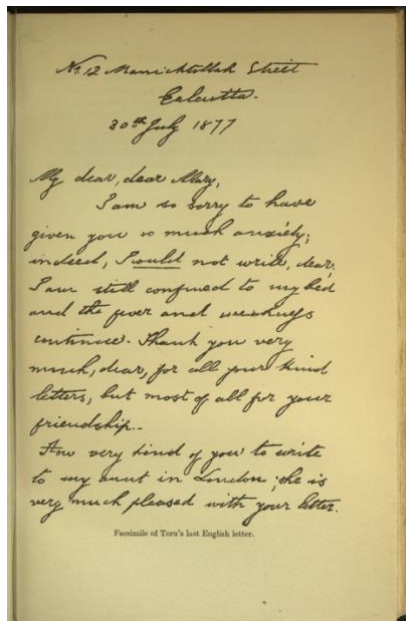 No 12 Manicktollah Street
Calcutta.
30th July 1877
My dear, dear Mary,
I am so sorry to have
given you so much anxiety;
indeed, I could not write, dear;
I am still confined to my bed
and the fever and weakness
continue. Thank you very
much, dear, for all your kind
letters, but most of all for your
friendship.
How very kind of you to write
to my aunt in London; she is
very much pleased with your letter.
Facsimile of Toru's last English letter.